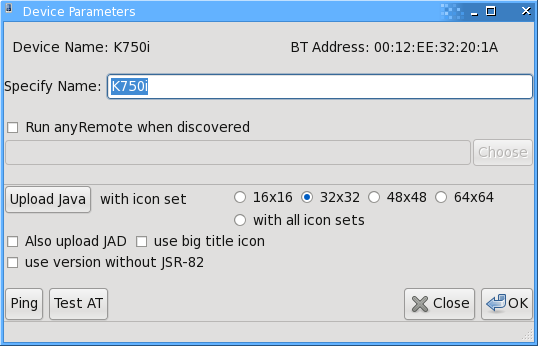 Device Parameters
Device Name: K750i BT Address: 00:12:EE:32:20:1A
Specify Name: K750i
Run anyRemote when discovered
Choose
Upload Java with icon set 16x16 32x32 48x48 64x64
with all icon sets
Also upload JAD use big title icon
use version without JSR-82
Ping Test AT Close OK